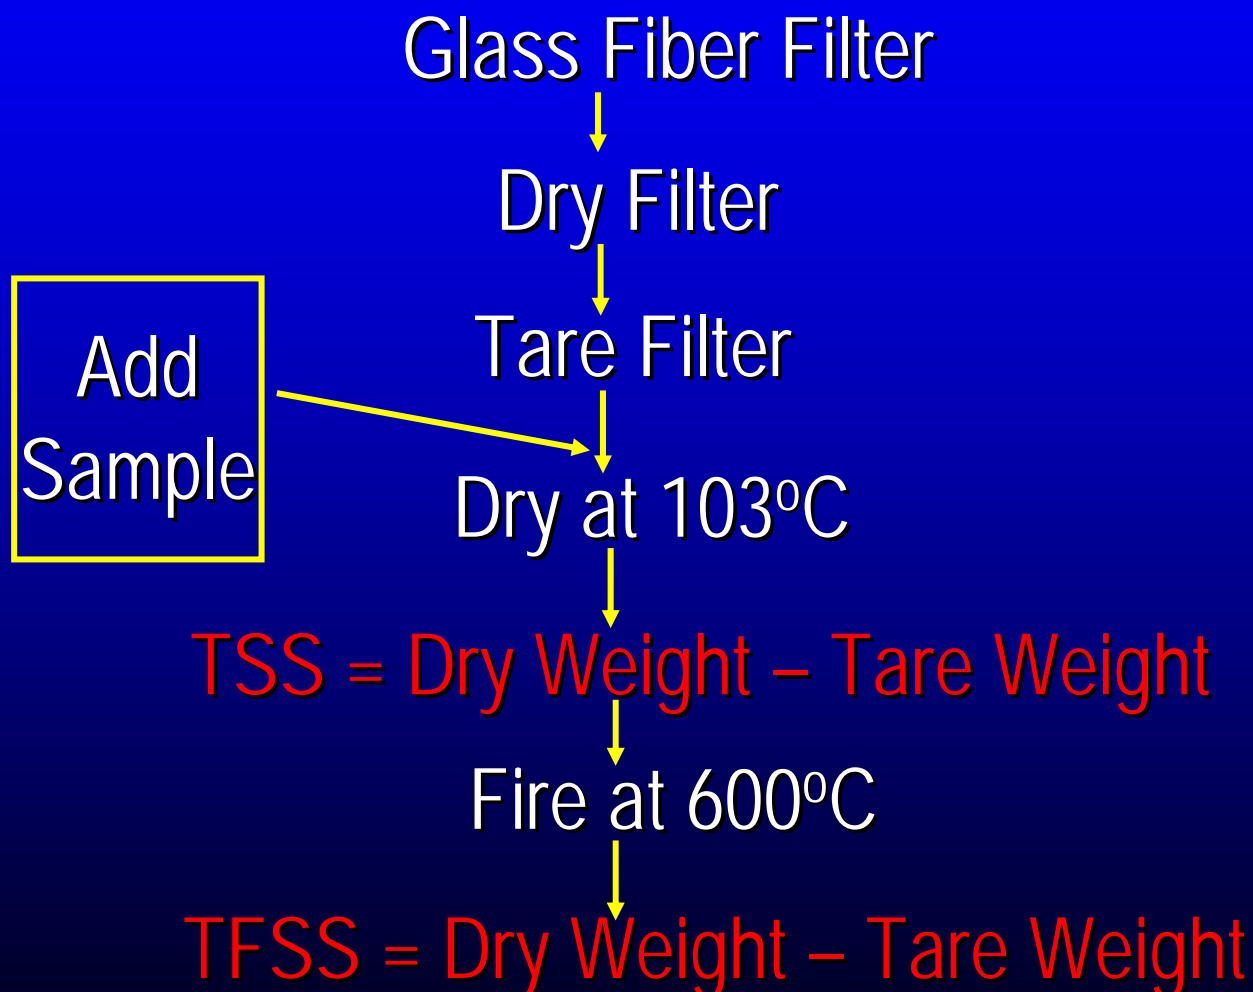 Glass Fiber Filter
Dry Filter
Tare Filter
Add
Sample
Dry at 103ºC
TSS = Dry Weight – Tare Weight
Fire at 600ºC
TFSS = Dry Weight – Tare Weight